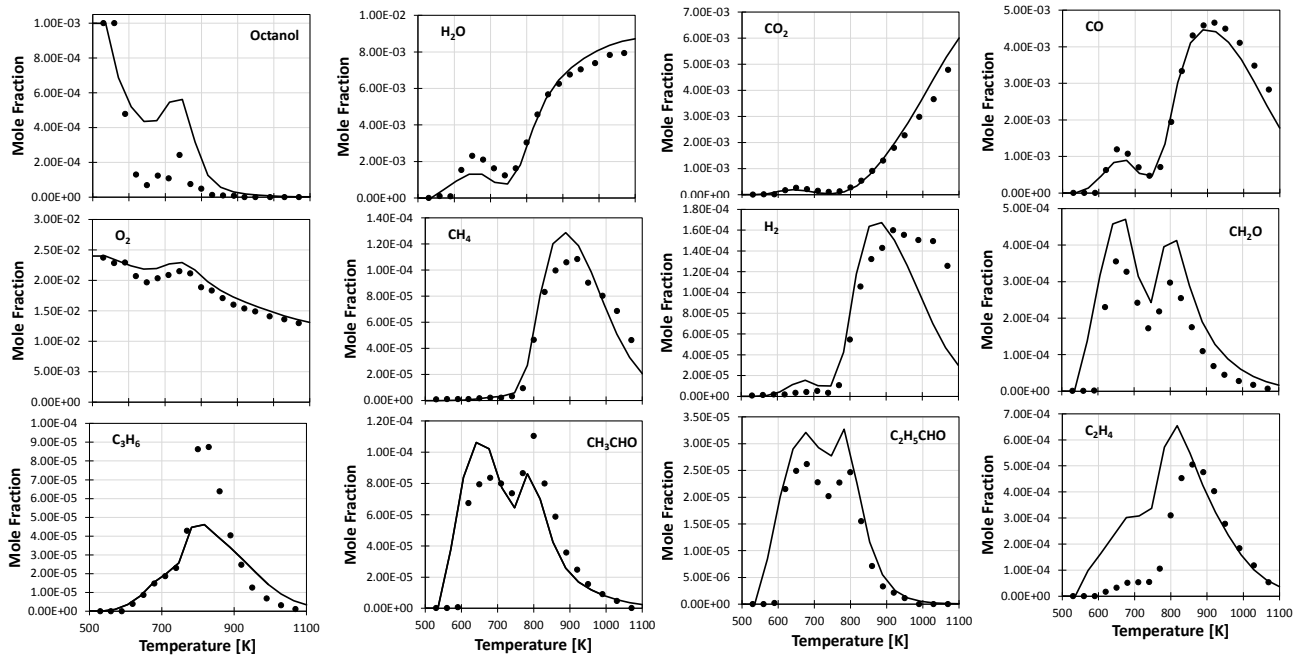 Octanol
Mole Fraction
1.00E-03
8.00E-04
6.00E-04
4.00E-04
2.00E-04
0.00E+00
H₂O
Mole Fraction
1.00E-02
8.00E-03
6.00E-03
4.00E-03
2.00E-03
0.00E+00
CO₂
Mole Fraction
7.00E-03
6.00E-03
5.00E-03
4.00E-03
3.00E-03
2.00E-03
1.00E-03
0.00E+00
CO
Mole Fraction
5.00E-03
4.00E-03
3.00E-03
2.00E-03
1.00E-03
0.00E+00
O₂
Mole Fraction
3.00E-02
2.50E-02
2.00E-02
1.50E-02
1.00E-02
5.00E-03
0.00E+00
CH₄
Mole Fraction
1.40E-04
1.20E-04
1.00E-04
8.00E-05
6.00E-05
4.00E-05
2.00E-05
0.00E+00
H₂
Mole Fraction
1.80E-04
1.60E-04
1.40E-04
1.20E-04
1.00E-04
8.00E-05
6.00E-05
4.00E-05
2.00E-05
0.00E+00
CH₂O
Mole Fraction
5.00E-04
4.00E-04
3.00E-04
2.00E-04
1.00E-04
0.00E+00
C₃H₆
Mole Fraction
1.00E-04
9.00E-05
8.00E-05
7.00E-05
6.00E-05
5.00E-05
4.00E-05
3.00E-05
2.00E-05
1.00E-05
0.00E+00
500 700 900 1100
Temperature [K]
CH₃CHO
Mole Fraction
1.20E-04
1.00E-04
8.00E-05
6.00E-05
4.00E-05
2.00E-05
0.00E+00
500 600 700 800 900 1000 1100
Temperature [K]
C₂H₅CHO
Mole Fraction
3.50E-05
3.00E-05
2.50E-05
2.00E-05
1.50E-05
1.00E-05
5.00E-06
0.00E+00
500 600 700 800 900 1000 1100
Temperature [K]
C₂H₄
Mole Fraction
7.00E-04
6.00E-04
5.00E-04
4.00E-04
3.00E-04
2.00E-04
1.00E-04
0.00E+00
500 600 700 800 900 1000 1100
Temperature [K]